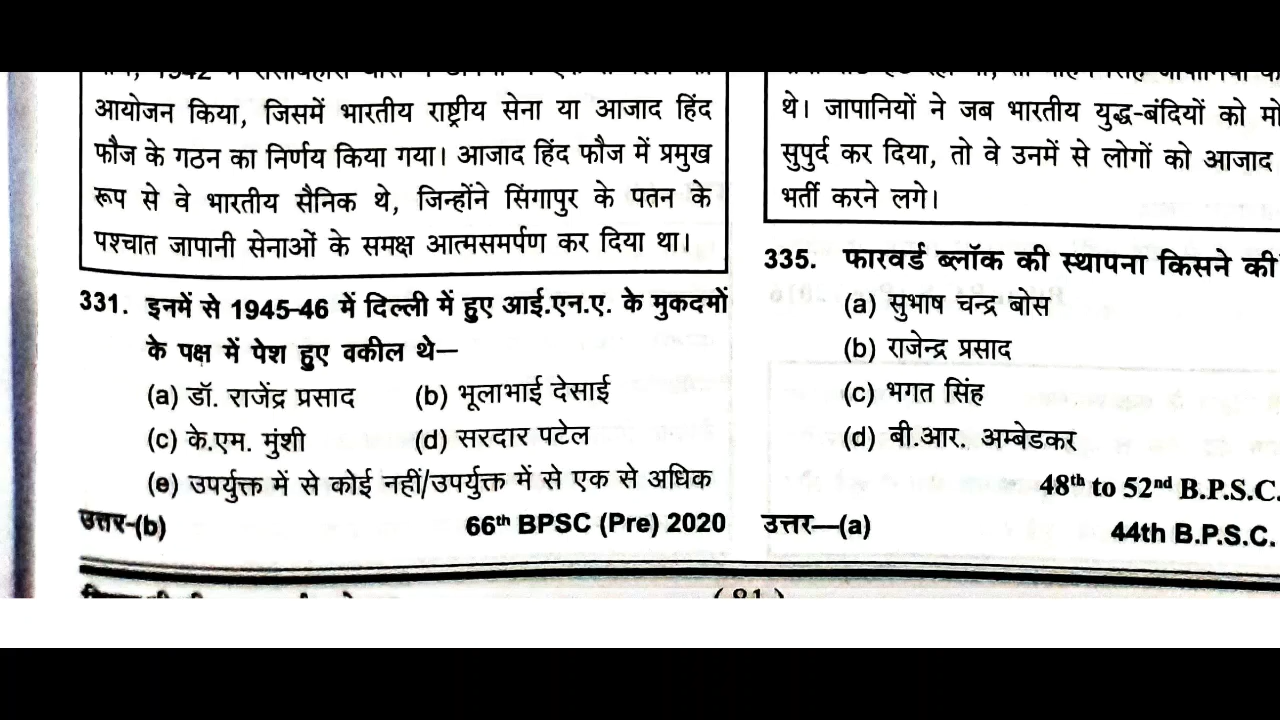 आयोजन किया, जिसमें भारतीय राष्ट्रीय सेना या आजाद हिंद
फौज के गठन का निर्णय किया गया। आजाद हिंद फौज में प्रमुख
रूप से वे भारतीय सैनिक थे, जिन्होंने सिंगापुर के पतन के
पश्चात जापानी सेनाओं के समक्ष आत्मसमर्पण कर दिया था।
331. इनमें से 1945-46 में दिल्ली में हुए आई.एन.ए. के मुकदमों
के पक्ष में पेश हुए वकील थे—
(a) डॉ. राजेंद्र प्रसाद (b) भूलाभाई देसाई
(c) के.एम. मुंशी (d) सरदार पटेल
(e) उपर्युक्त में से कोई नहीं/उपर्युक्त में से एक से अधिक
उत्तर-(b) 66th BPSC (Pre) 2020
थे। जापानियों ने जब भारतीय युद्ध-बंदियों को
सुपुर्द कर दिया, तो वे उनमें से लोगों को आजाद
भर्ती करने लगे।
335. फारवर्ड ब्लॉक की स्थापना किसने की
(a) सुभाष चन्द्र बोस
(b) राजेन्द्र प्रसाद
(c) भगत सिंह
(d) बी.आर. अम्बेडकर
48th to 52nd B.P.S.C.
उत्तर—(a) 44th B.P.S.C.